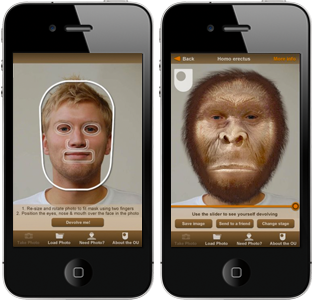 1. Re-size and rotate photo to fit mask using two fingers
2. Position the eyes, nose & mouth over the face in the photo
Devolve me!
Take Photo Load Photo Need Photo? About the OU
Back Homo erectus More Info
Use the slider to see yourself devolving
Save image Send to a friend Change stage
Take Photo Load Photo Need Photo? About the OU